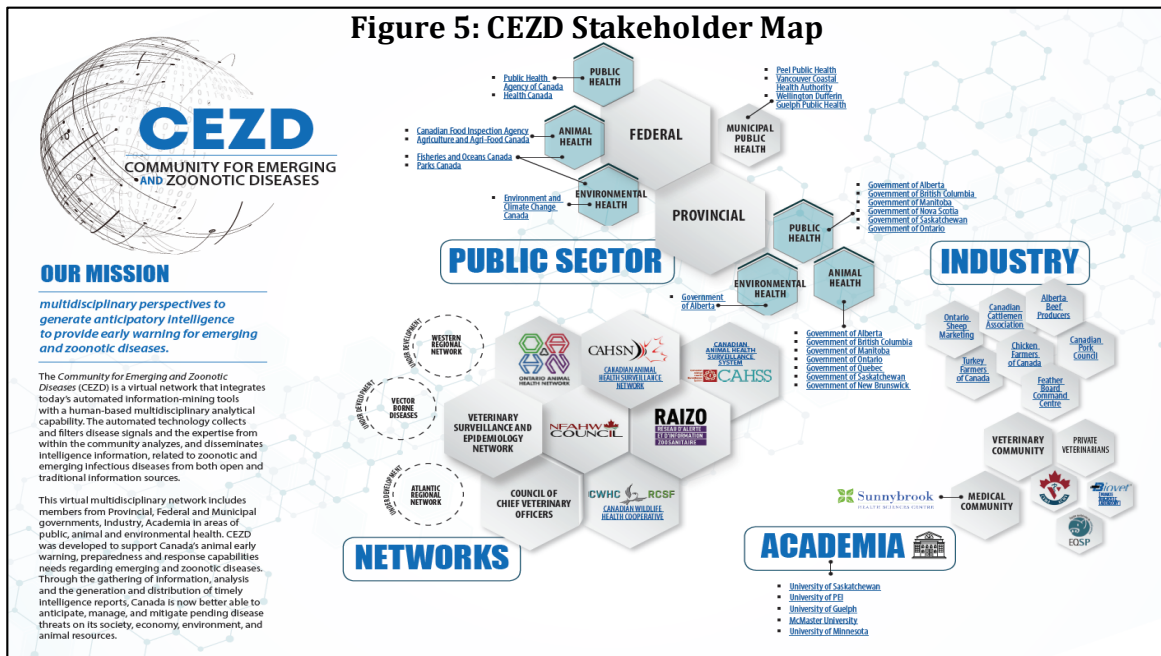 Figure 5: CEZD Stakeholder Map
CEZD
COMMUNITY FOR EMERGING
AND ZOONOTIC DISEASES
OUR MISSION
multidisciplinary perspectives to
generate anticipatory intelligence
to provide early warning for emerging
and zoonotic diseases.
The Community for Emerging and Zoonotic
Diseases (CEZD) is a virtual network that integrates
today's automated information-mining tools
with a human-based multidisciplinary analytical
capability. The automated technology collects
and filters disease signals and the expertise from
within the community analyzes, and disseminates
intelligence information, related to zoonotic and
emerging infectious diseases from both open and
traditional information sources.
This virtual multidisciplinary network includes
members from Provincial, Federal and Municipal
governments, Industry, Academia in areas of
public, animal and environmental health. CEZD
was developed to support Canada's animal early
warning, preparedness and response capabilities
needs regarding emerging and zoonotic diseases.
Through the gathering of information, analysis
and the generation and distribution of timely
intelligence reports, Canada is now better able to
anticipate, manage, and mitigate pending disease
threats on its society, economy, environment, and
animal resources.
PUBLIC SECTOR
FEDERAL
PUBLIC
HEALTH
▪ Public Health
Agency of Canada
▪ Health Canada
ANIMAL
HEALTH
▪ Canadian Food Inspection Agency
▪ Agriculture and Agri-Food Canada
▪ Fisheries and Oceans Canada
▪ Parks Canada
ENVIRONMENTAL
HEALTH
▪ Environment and
Climate Change
Canada
MUNICIPAL
PUBLIC
HEALTH
▪ Peel Public Health
▪ Vancouver Coastal
Health Authority
▪ Wellington Dufferin
▪ Guelph Public Health
PROVINCIAL
PUBLIC
HEALTH
▪ Government of Alberta
▪ Government of British Columbia
▪ Government of Manitoba
▪ Government of Nova Scotia
▪ Government of Saskatchewan
▪ Government of Ontario
ENVIRONMENTAL
HEALTH
▪ Government
of Alberta
ANIMAL
HEALTH
▪ Government of Alberta
▪ Government of British Columbia
▪ Government of Manitoba
▪ Government of Ontario
▪ Government of Quebec
▪ Government of Saskatchewan
▪ Government of New Brunswick
INDUSTRY
Ontario
Sheep
Marketing
Canadian
Cattlemen
Association
Alberta
Beef
Producers
Turkey
Farmers
of Canada
Chicken
Farmers
of Canada
Canadian
Pork
Council
Feather
Board
Command
Centre
VETERINARY
COMMUNITY
PRIVATE
VETERINARIANS
Biovet
EQSP
MEDICAL
COMMUNITY
Sunnybrook
HEALTH SCIENCES CENTRE
NETWORKS
UNDER DEVELOPMENT
WESTERN
REGIONAL
NETWORK
UNDER DEVELOPMENT
VECTOR
BORNE
DISEASES
UNDER DEVELOPMENT
ATLANTIC
REGIONAL
NETWORK
ONTARIO ANIMAL
HEALTH NETWORK
CAHSN
CANADIAN ANIMAL
HEALTH SURVEILLANCE
NETWORK
CANADIAN
ANIMAL HEALTH
SURVEILLANCE
SYSTEM
CAHSS
VETERINARY
SURVEILLANCE AND
EPIDEMIOLOGY
NETWORK
NFAHW
COUNCIL
RAIZO
RÉSEAU D'ALERTE
ET D'INFORMATION
ZOOSANITAIRE
COUNCIL OF
CHIEF VETERINARY
OFFICERS
CWHC RCSF
CANADIAN WILDLIFE
HEALTH COOPERATIVE
ACADEMIA
▪ University of Saskatchewan
▪ University of PEI
▪ University of Guelph
▪ McMaster University
▪ University of Minnesota